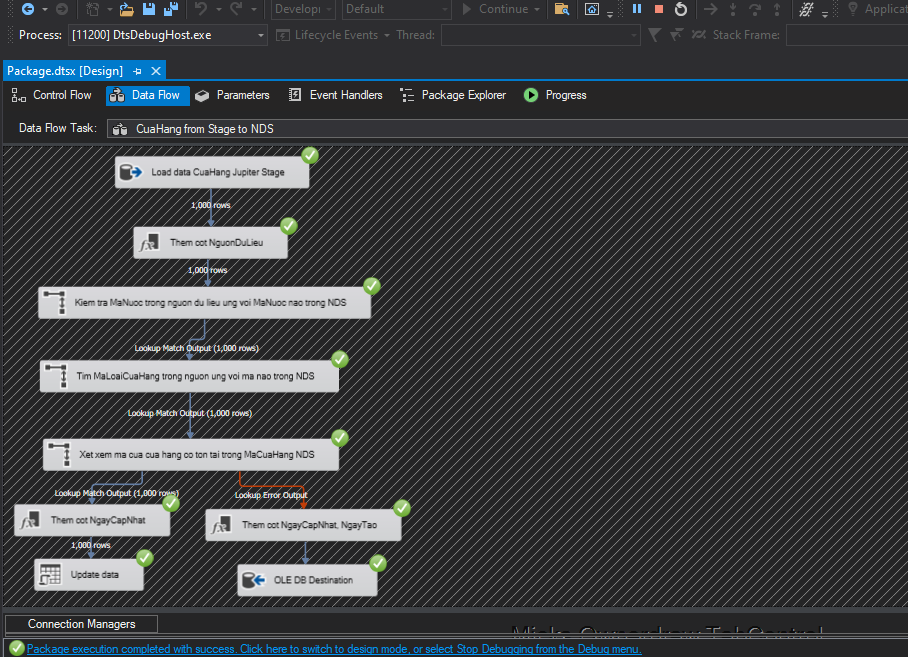 Developi
Default
Continue
Applicat
Process: [11200] DtsDebugHost.exe
Lifecycle Events
Thread:
Stack Frame:
Package.dtsx [Design]
Control Flow
Data Flow
Parameters
Event Handlers
Package Explorer
Progress
Data Flow Task: CuaHang from Stage to NDS
Load data CuaHang Jupiter Stage
1,000 rows
Them cot NguonDuLieu
1,000 rows
Kiem tra MaNuoc trong nguon du lieu ung voi MaNuoc nao trong NDS
Lookup Match Output (1,000 rows)
Tim MaLoaiCuaHang trong nguon ung voi ma nao trong NDS
Lookup Match Output (1,000 rows)
Xet xem ma cua cua hang co ton tai trong MaCuaHang NDS
Lookup Match Output (1,000 rows)
Lookup Error Output
Them cot NgayCapNhat
Them cot NgayCapNhat, NgayTao
1,000 rows
Update data
OLE DB Destination
Connection Managers
Package execution completed with success. Click here to switch to design mode, or select Stop Debugging from the Debug menu.